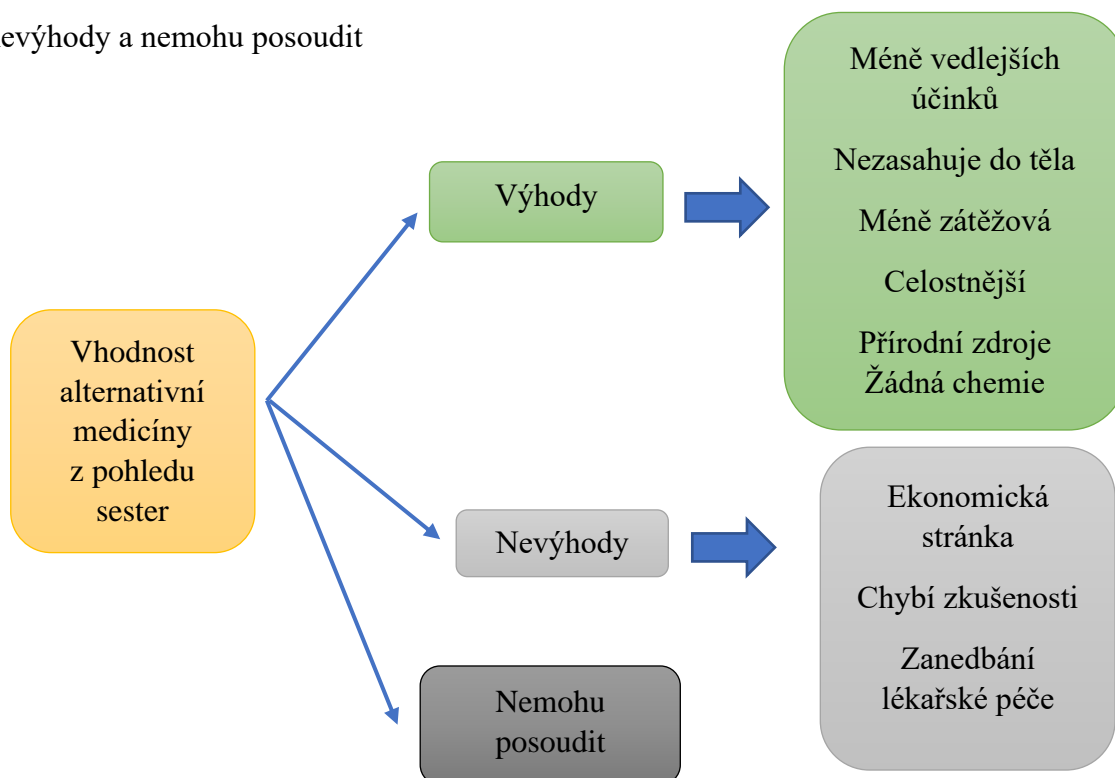 nevýhody a nemohu posoudit
Méně vedlejších
účinků
Nezasahuje do těla
Méně zátěžová
Celostnější
Přírodní zdroje
Žádná chemie
Výhody
Vhodnost
alternativní
medicíny
z pohledu
sester
Nevýhody
Ekonomická
stránka
Chybí zkušenosti
Zanedbání
lékařské péče
Nemohu
posoudit